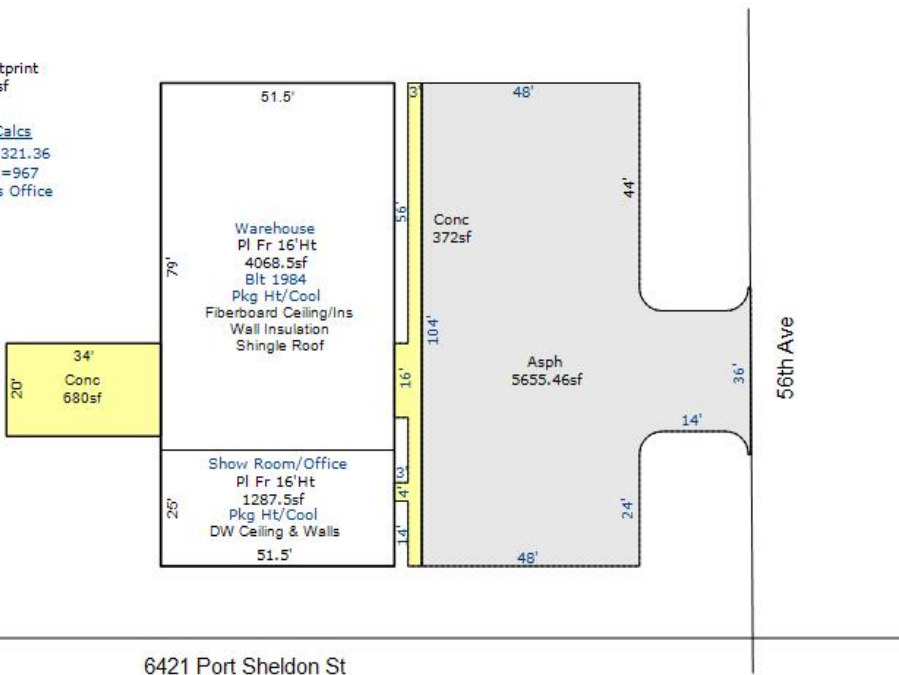 tprint
sf
Calcs
321.36
=967
s Office
51.5'
79'
Warehouse
Pl Fr 16'Ht
4068.5sf
Blt 1984
Pkg Ht/Cool
Fiberboard Ceiling/Ins
Wall Insulation
Shingle Roof
34'
20'
Conc
680sf
Show Room/Office
Pl Fr 16'Ht
1287.5sf
Pkg Ht/Cool
DW Ceiling & Walls
51.5'
25'
3'
56'
Conc
372sf
104'
16'
3'
4'
14'
48'
44'
Asph
5655.46sf
36'
14'
24'
48'
56th Ave
6421 Port Sheldon St